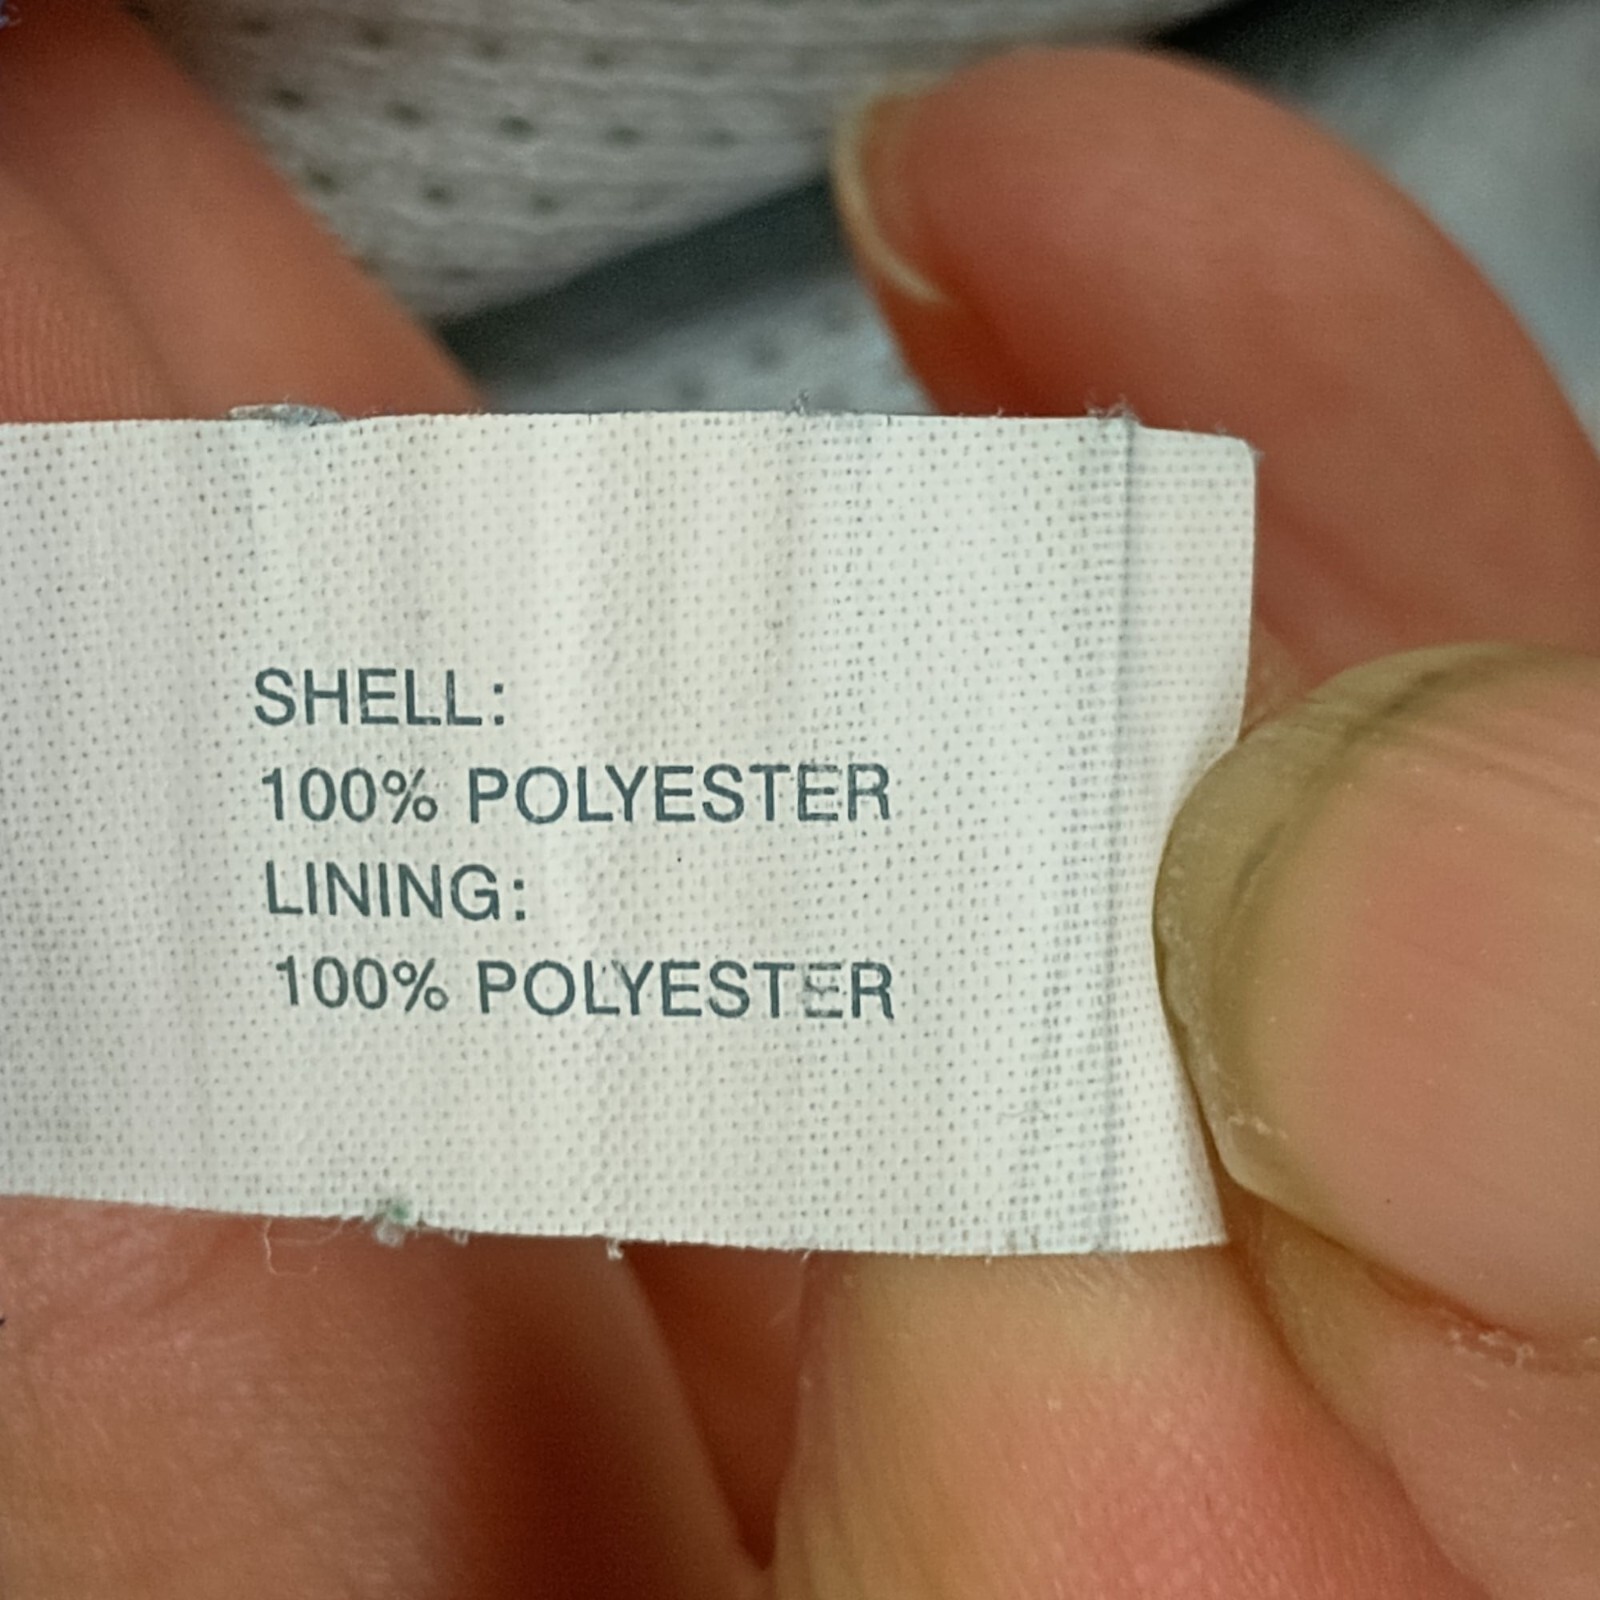 SHELL:
100% POLYESTER
LINING:
100% POLYESTER